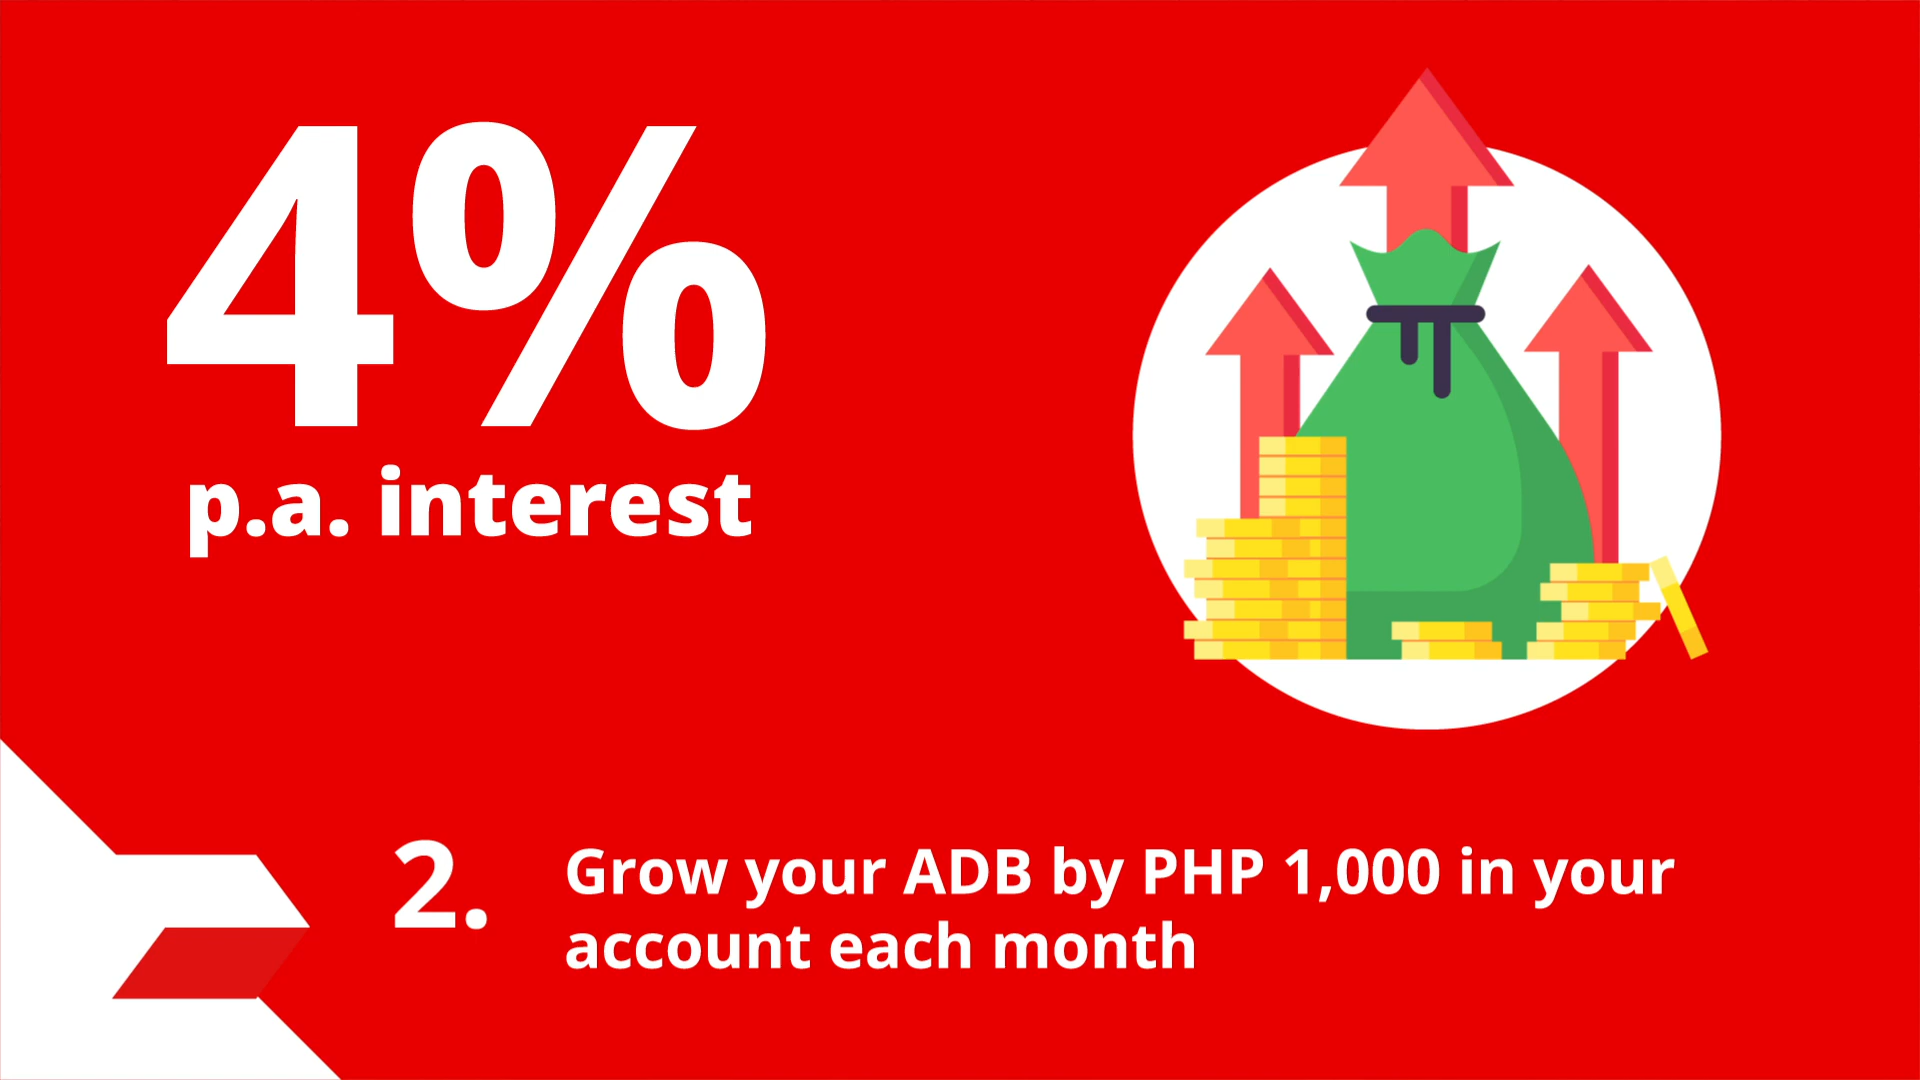 4%
p.a. interest
2.
Grow your ADB by PHP 1,000 in your
account each month